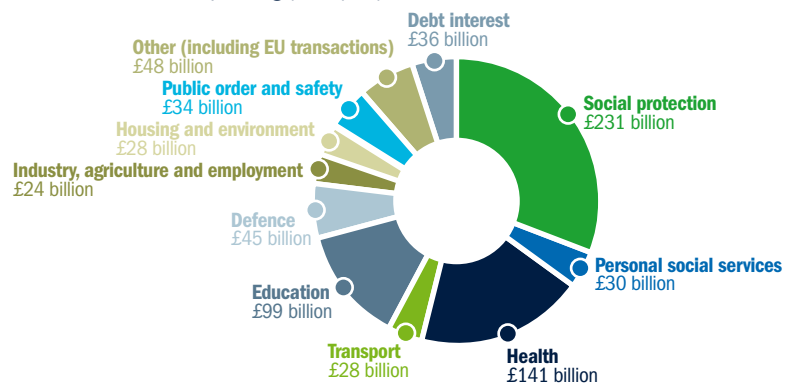 Debt interest
£36 billion
Other (including EU transactions)
£48 billion
Public order and safety
£34 billion
Housing and environment
£28 billion
Industry, agriculture and employment
£24 billion
Defence
£45 billion
Education
£99 billion
Transport
£28 billion
Health
£141 billion
Personal social services
£30 billion
Social protection
£231 billion